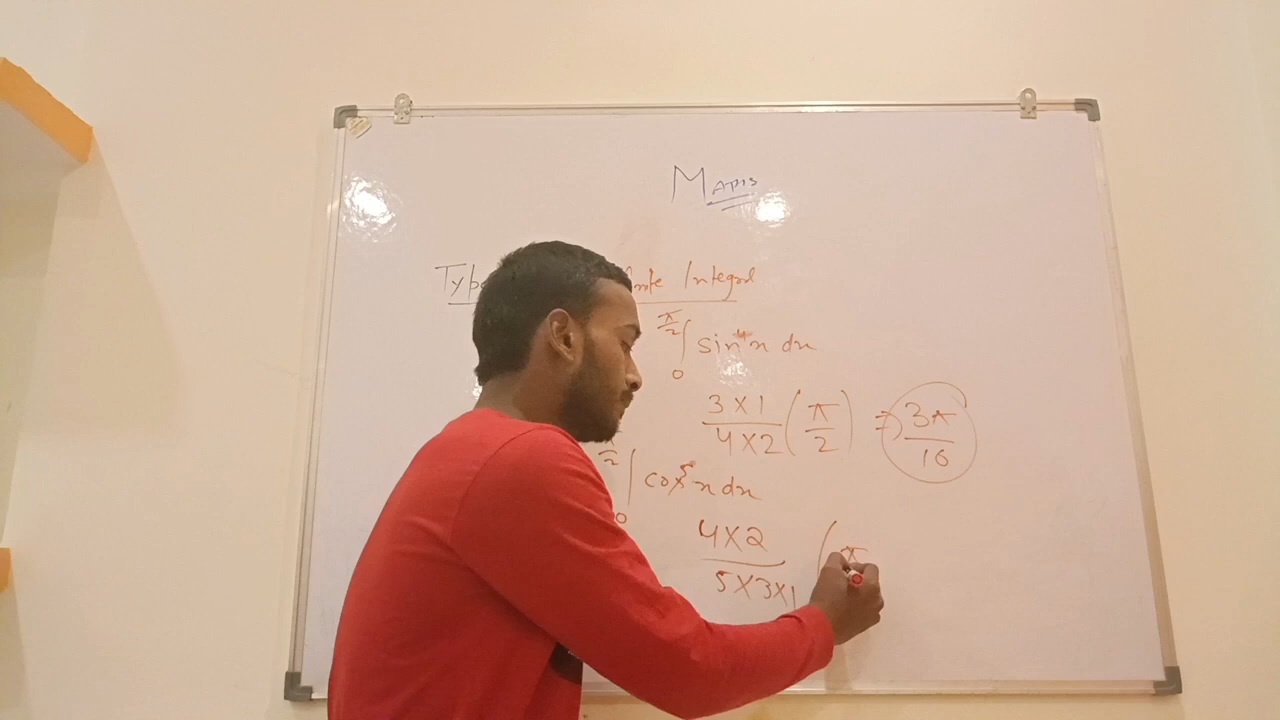 Maths
Integral
π/2 ∫ sin⁴x dx
0
3×1/4×2 (π/2) ⇒ 3π/16
π/2 ∫ cos⁵x dx
0
4×2/5×3×1 (π